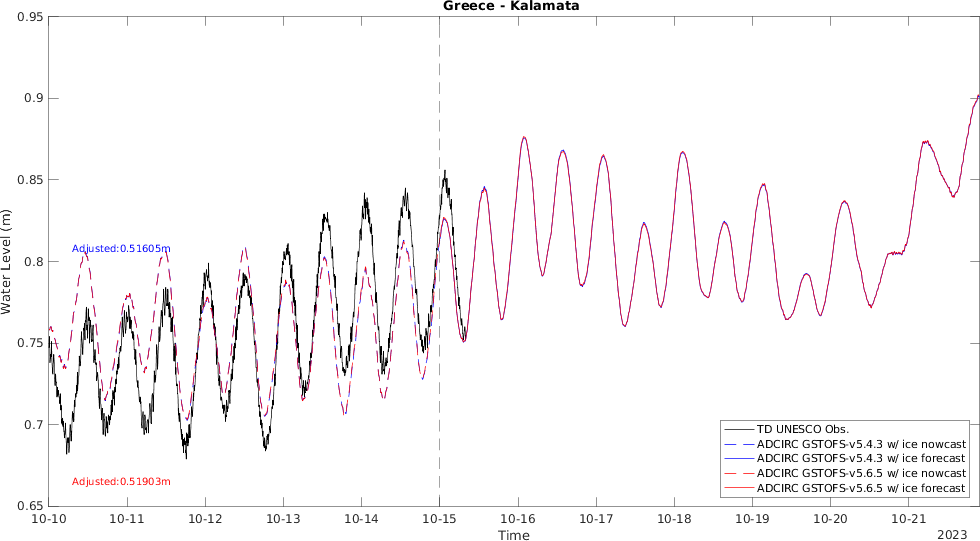 Greece - Kalamata
0.95
0.9
0.85
0.8
0.75
0.7
0.65
Water Level (m)
Adjusted:0.51605m
Adjusted:0.51903m
TD UNESCO Obs.
ADCIRC GSTOFS-v5.4.3 w/ ice nowcast
ADCIRC GSTOFS-v5.4.3 w/ ice forecast
ADCIRC GSTOFS-v5.6.5 w/ ice nowcast
ADCIRC GSTOFS-v5.6.5 w/ ice forecast
10-10 10-11 10-12 10-13 10-14 10-15 10-16 10-17 10-18 10-19 10-20 10-21
Time
2023